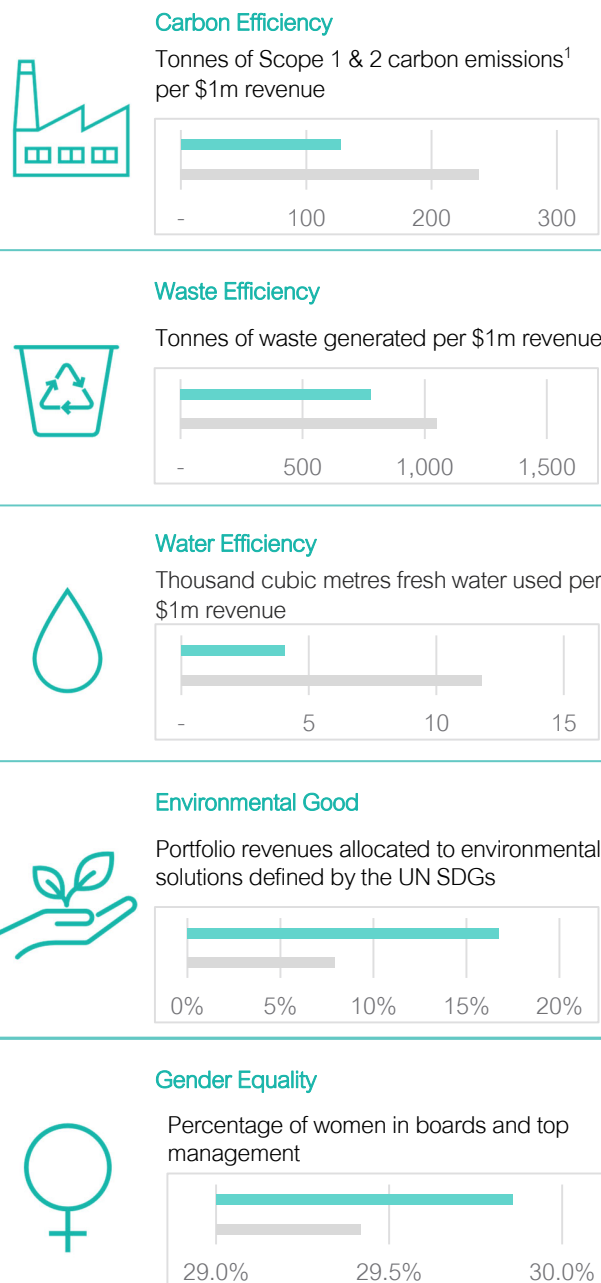 Carbon Efficiency
Tonnes of Scope 1 & 2 carbon emissions¹
per $1m revenue
- 100 200 300
Waste Efficiency
Tonnes of waste generated per $1m revenue
- 500 1,000 1,500
Water Efficiency
Thousand cubic metres fresh water used per
$1m revenue
- 5 10 15
Environmental Good
Portfolio revenues allocated to environmental
solutions defined by the UN SDGs
0% 5% 10% 15% 20%
Gender Equality
Percentage of women in boards and top
management
29.0% 29.5% 30.0%